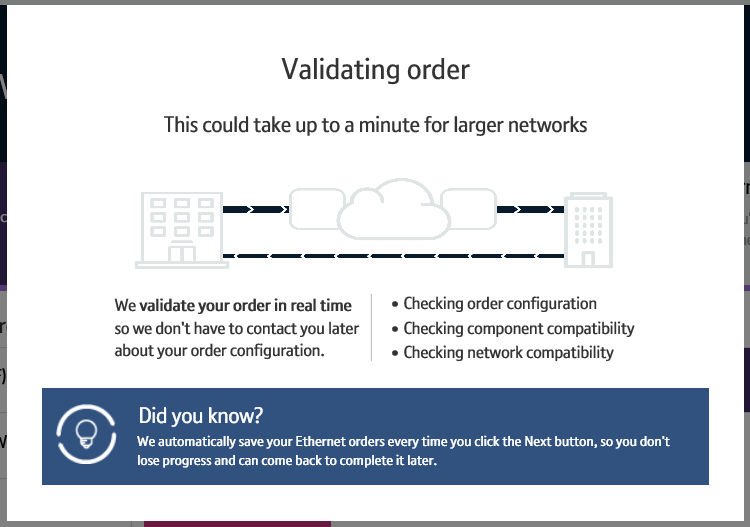 Validating order
This could take up to a minute for larger networks
We validate your order in real time
so we don't have to contact you later
about your order configuration.
• Checking order configuration
• Checking component compatibility
• Checking network compatibility
Did you know?
We automatically save your Ethernet orders every time you click the Next button, so you don't
lose progress and can come back to complete it later.